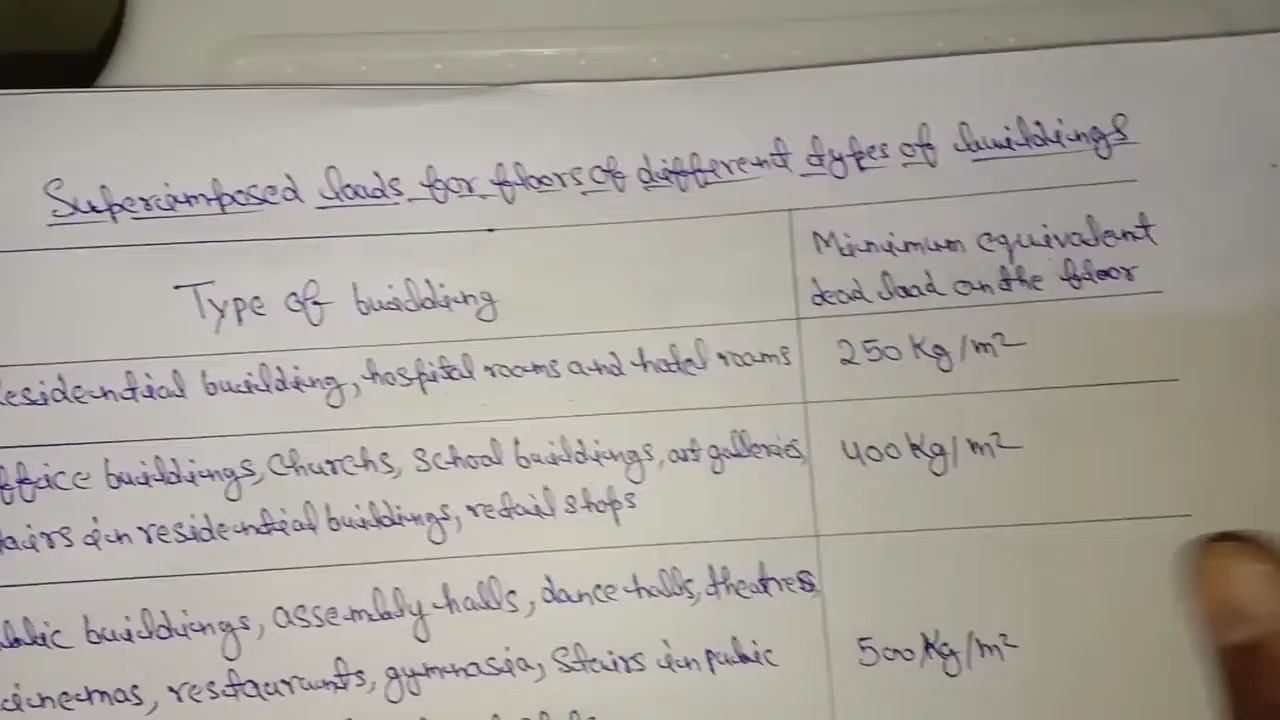 Superimposed loads for floors of different types of buildings
Type of building
Minimum equivalent
dead load on the floor
esidential building, hospital rooms and hotel rooms
250 Kg/m²
ffice buildings, Churchs, School buildings, art galleries,
tairs in residential buildings, retail shops
400 Kg/m²
ublic buildings, assembly halls, dance halls, theatres,
cinemas, restaurants, gymnasia, Stairs in public
500 Kg/m²